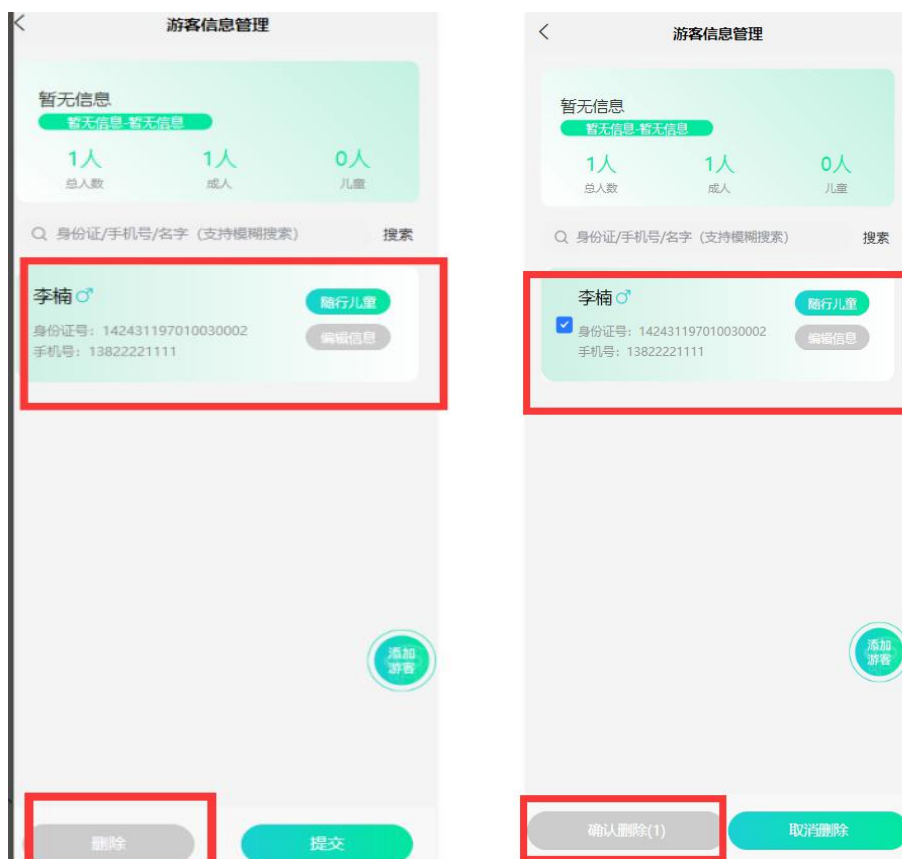 游客信息管理
暂无信息
暂无信息-暂无信息
1人 1人 0人
总人数 成人 儿童
身份证/手机号/名字（支持模糊搜索） 搜索
李楠
随行儿童
身份证号：142431197010030002
编辑信息
手机号：13822221111
添加
游客
删除 提交
游客信息管理
暂无信息
暂无信息-暂无信息
1人 1人 0人
总人数 成人 儿童
身份证/手机号/名字（支持模糊搜索） 搜索
李楠
随行儿童
身份证号：142431197010030002
编辑信息
手机号：13822221111
添加
游客
确认删除(1) 取消删除